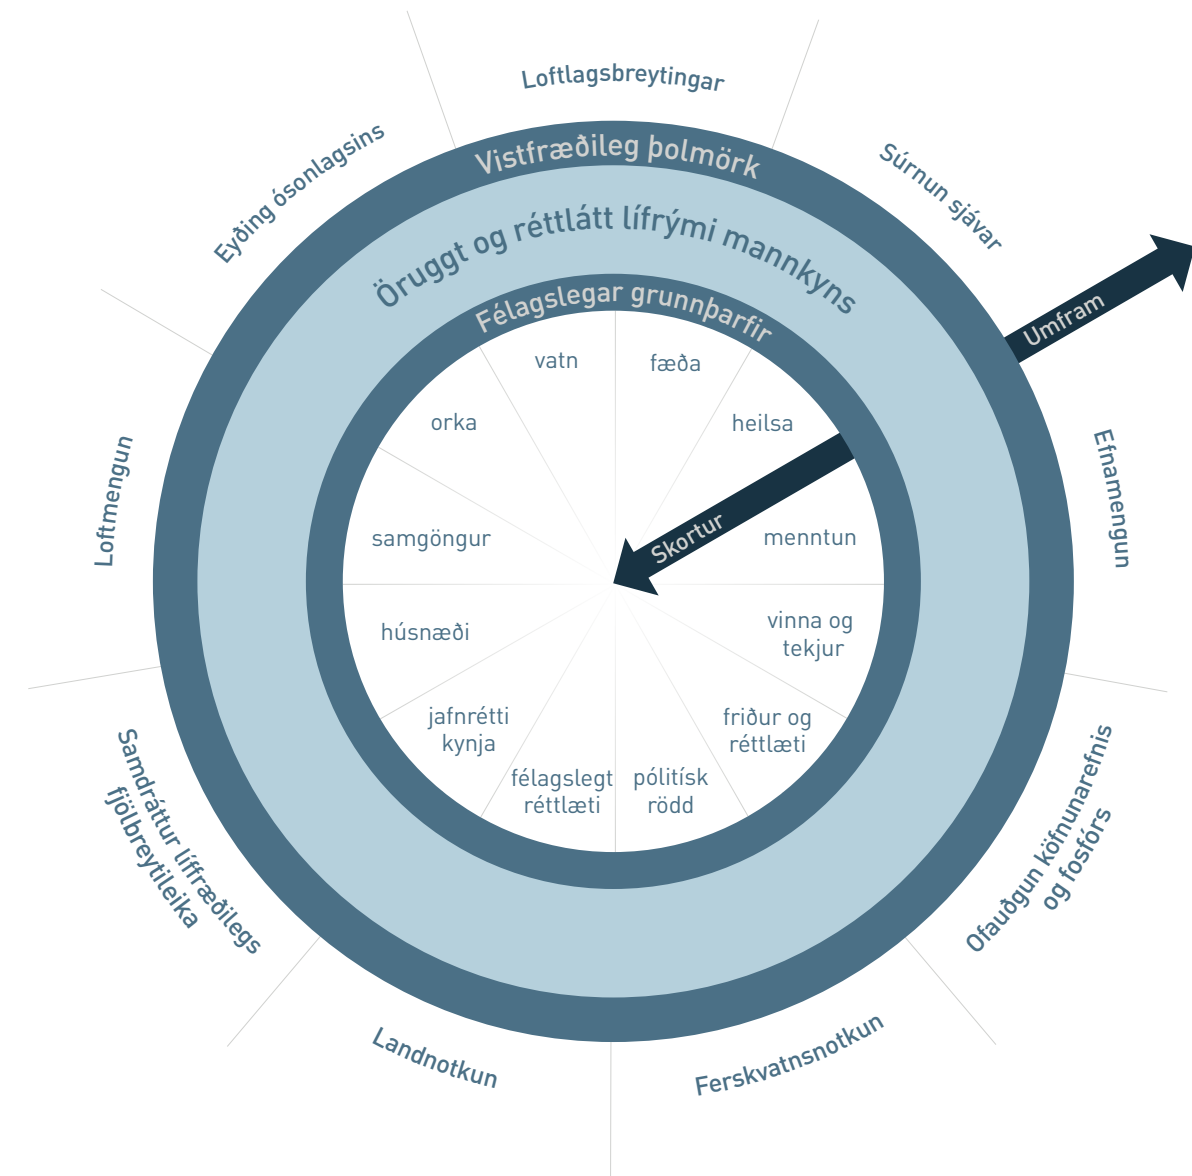 Loftlagsbreytingar
Súrnun sjávar
Efnamengun
Ofauðgun köfnunarefnis
og fosfórs
Ferskvatnsnotkun
Landnotkun
Samdráttur líffræðilegs
fjölbreytileika
Loftmengun
Eyðing ósonlagsins
Vistfræðileg þolmörk
Öruggt og réttlátt lífrými mannkyns
Félagslegar grunnþarfir
Umfram
Skortur
vatn
fæða
heilsa
menntun
vinna og
tekjur
friður og
réttlæti
pólitísk
rödd
félagslegt
réttlæti
jafnrétti
kynja
húsnæði
samgöngur
orka